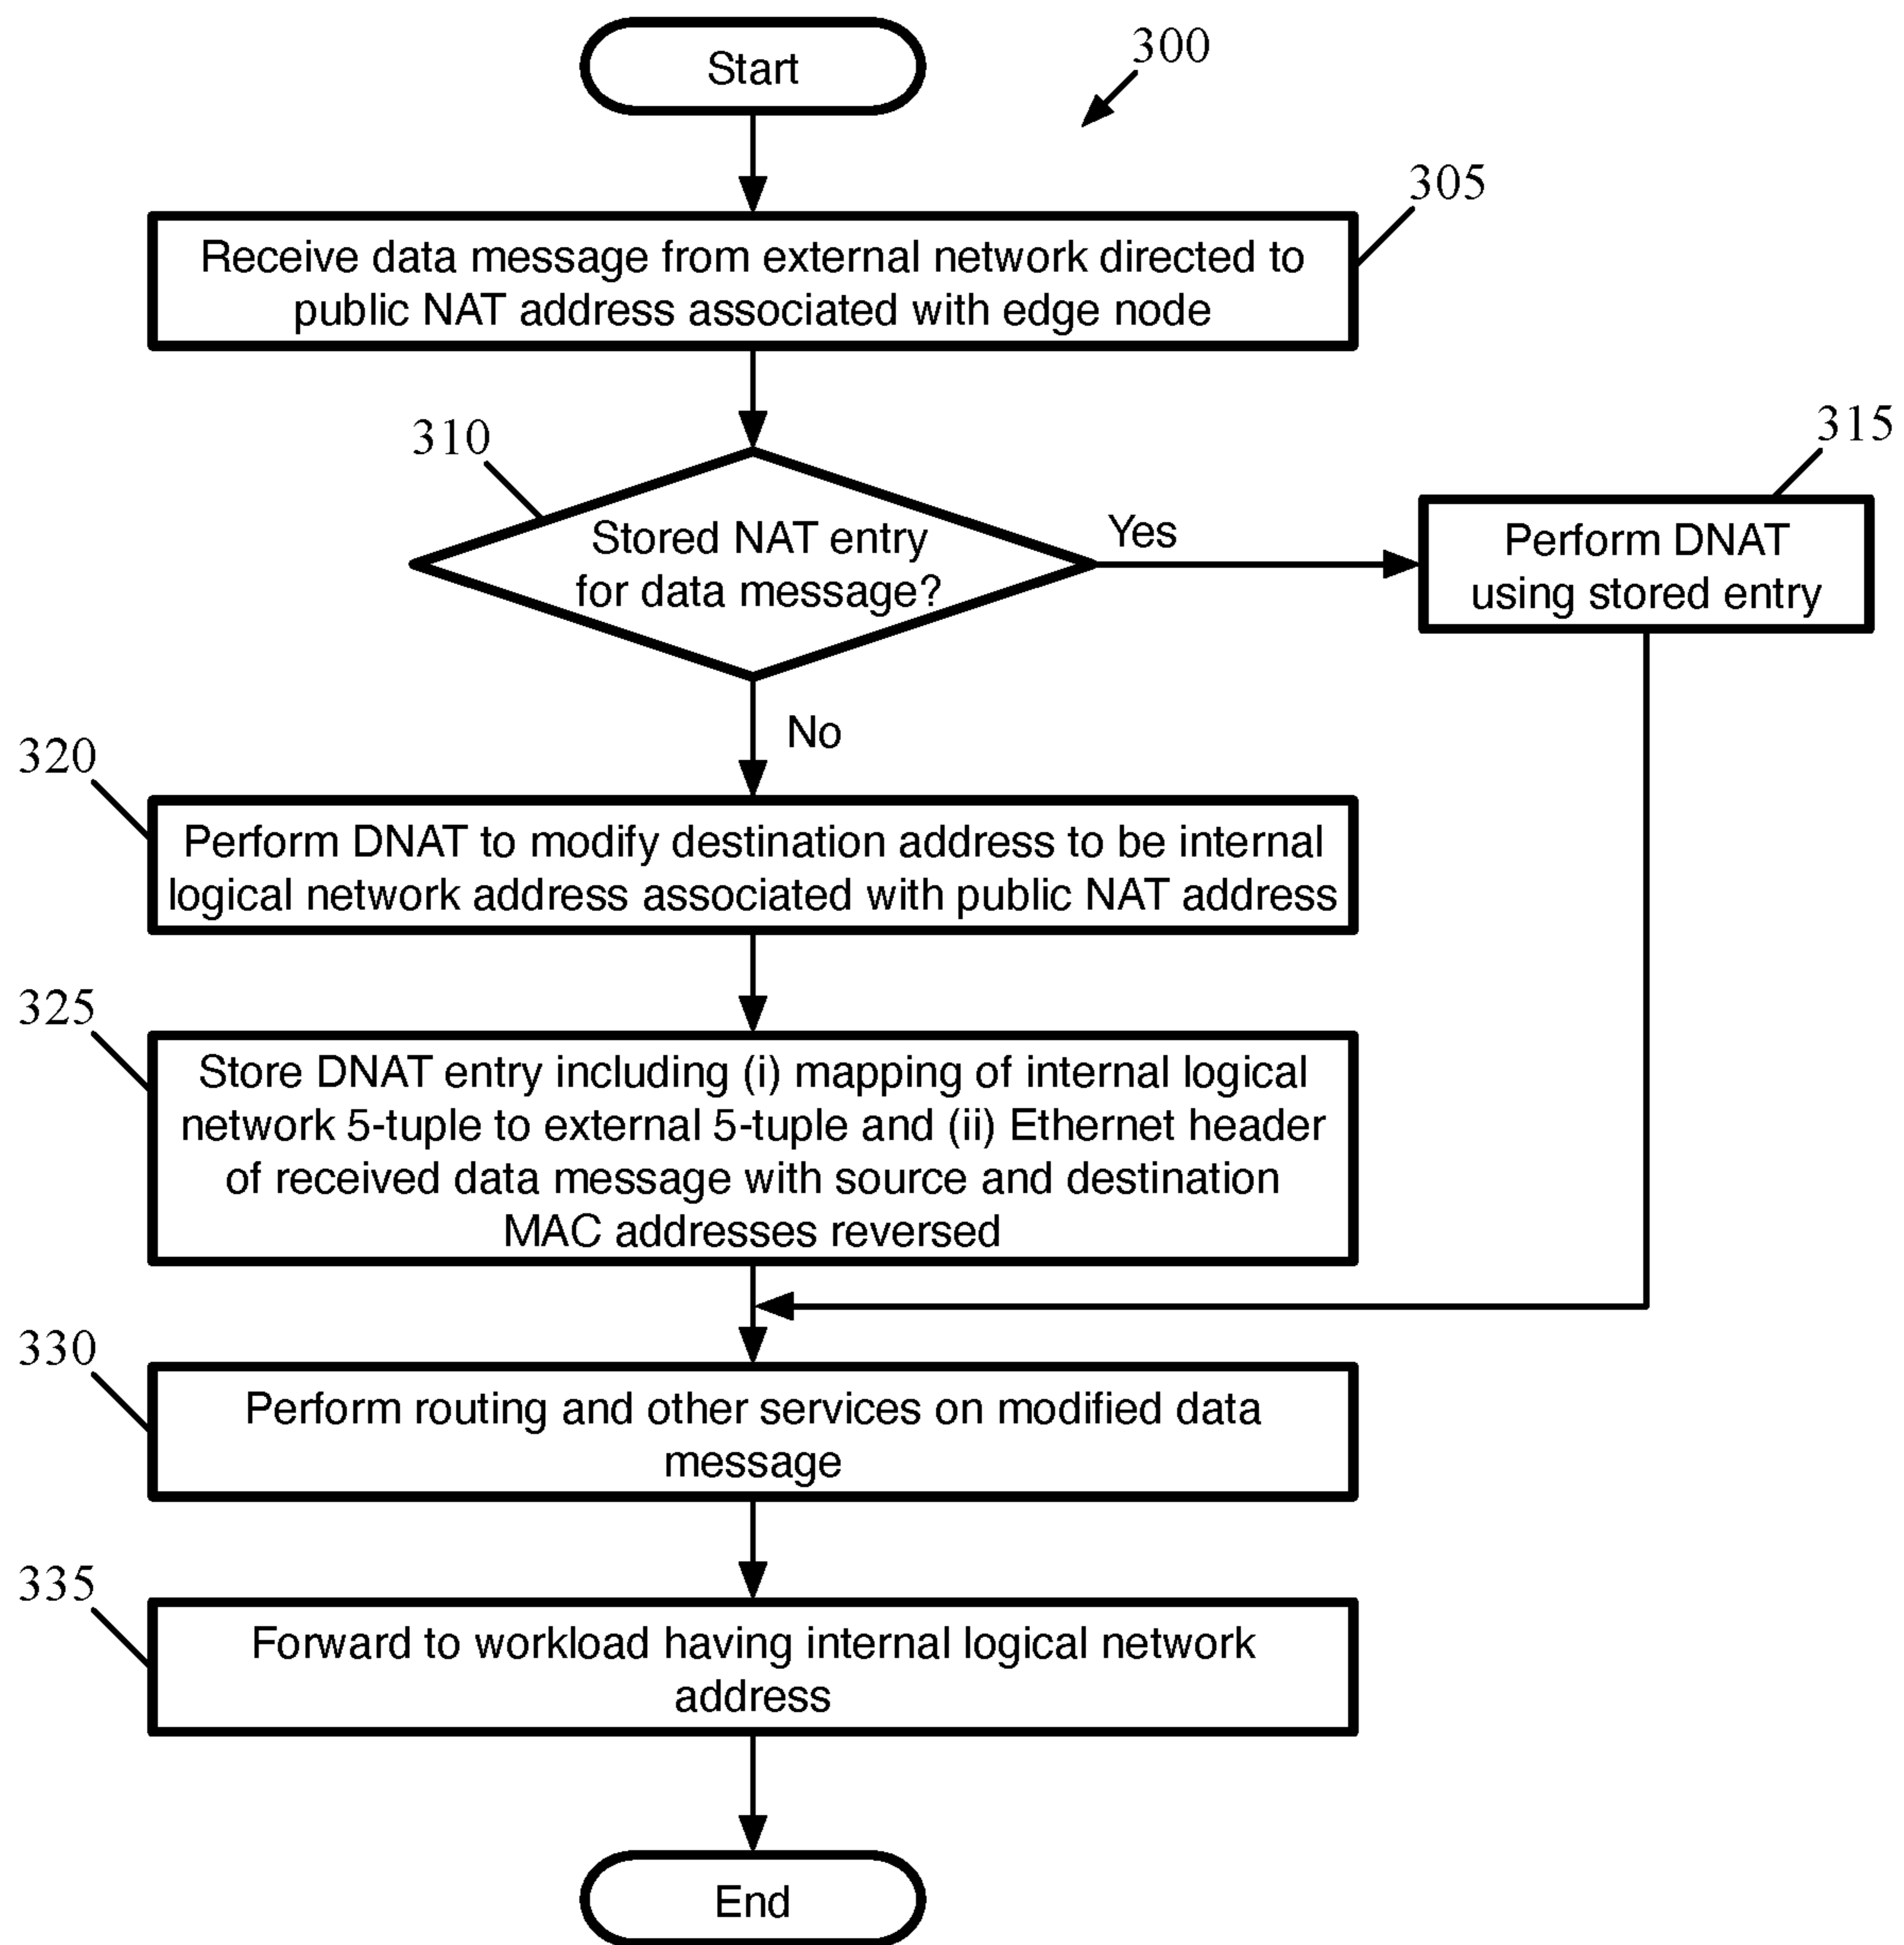 Start
300
305
Receive data message from external network directed to
public NAT address associated with edge node
310
315
Stored NAT entry
for data message?
Yes
Perform DNAT
using stored entry
No
320
Perform DNAT to modify destination address to be internal
logical network address associated with public NAT address
325
Store DNAT entry including (i) mapping of internal logical
network 5-tuple to external 5-tuple and (ii) Ethernet header
of received data message with source and destination
MAC addresses reversed
330
Perform routing and other services on modified data
message
335
Forward to workload having internal logical network
address
End